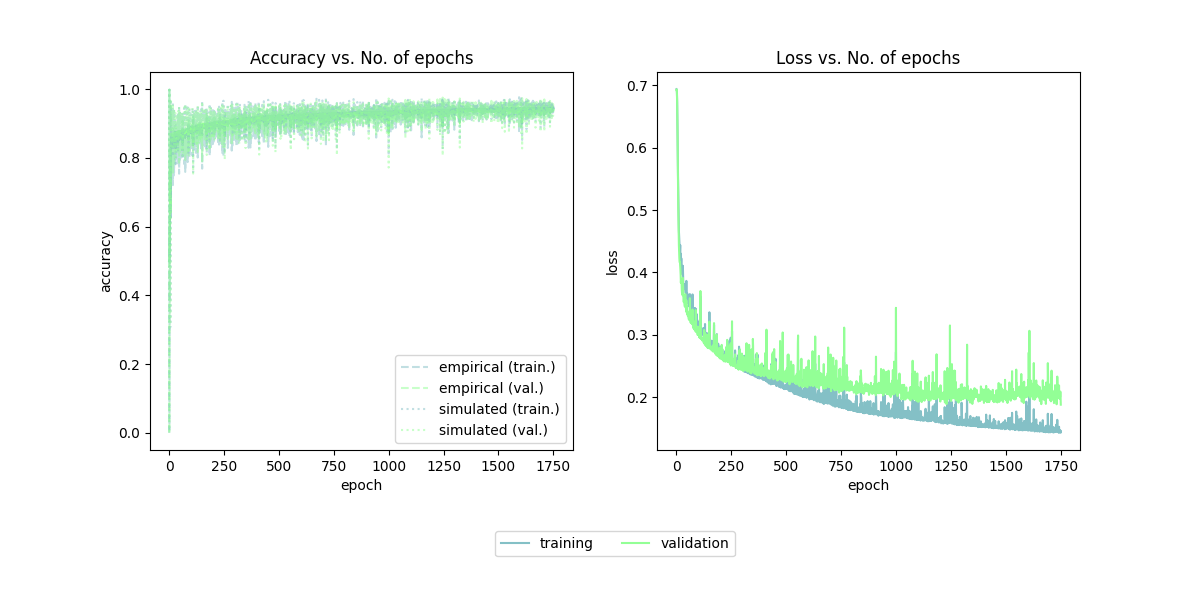 Accuracy vs. No. of epochs
1.0
0.8
0.6
0.4
0.2
0.0
accuracy
empirical (train.)
empirical (val.)
simulated (train.)
simulated (val.)
0 250 500 750 1000 1250 1500 1750
epoch
Loss vs. No. of epochs
0.7
0.6
0.5
0.4
0.3
0.2
loss
0 250 500 750 1000 1250 1500 1750
epoch
training validation